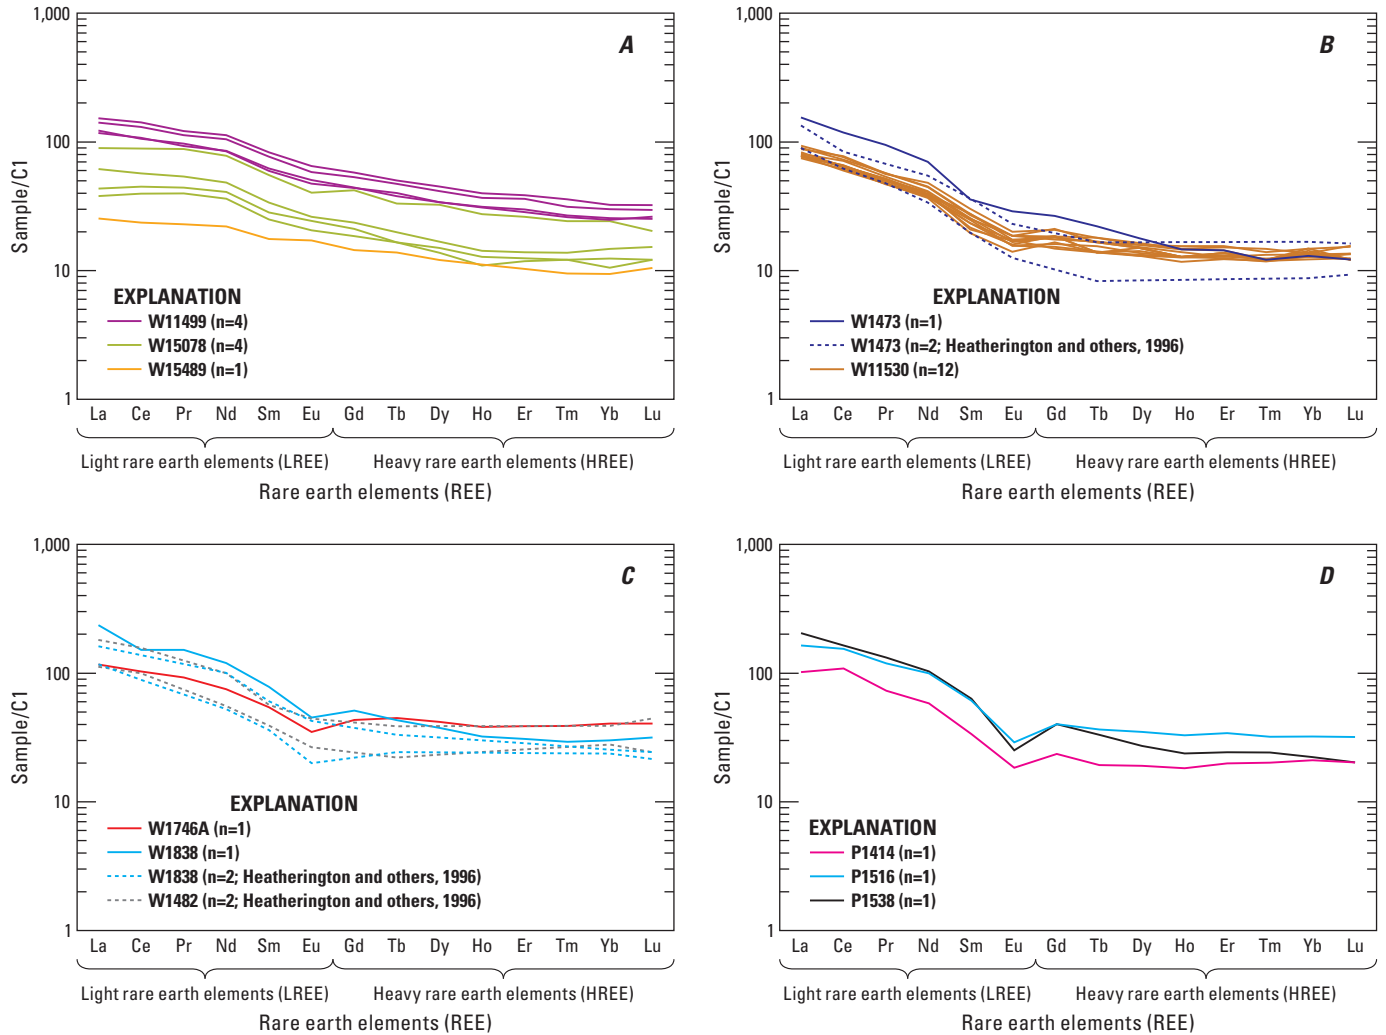 A
1,000
100
10
1
Sample/C1
EXPLANATION
W11499 (n=4)
W15078 (n=4)
W15489 (n=1)
La Ce Pr Nd Sm Eu Gd Tb Dy Ho Er Tm Yb Lu
Light rare earth elements (LREE) Heavy rare earth elements (HREE)
Rare earth elements (REE)
B
1,000
100
10
1
Sample/C1
EXPLANATION
W1473 (n=1)
W1473 (n=2; Heatherington and others, 1996)
W11530 (n=12)
La Ce Pr Nd Sm Eu Gd Tb Dy Ho Er Tm Yb Lu
Light rare earth elements (LREE) Heavy rare earth elements (HREE)
Rare earth elements (REE)
C
1,000
100
10
1
Sample/C1
EXPLANATION
W1746A (n=1)
W1838 (n=1)
W1838 (n=2; Heatherington and others, 1996)
W1482 (n=2; Heatherington and others, 1996)
La Ce Pr Nd Sm Eu Gd Tb Dy Ho Er Tm Yb Lu
Light rare earth elements (LREE) Heavy rare earth elements (HREE)
Rare earth elements (REE)
D
1,000
100
10
1
Sample/C1
EXPLANATION
P1414 (n=1)
P1516 (n=1)
P1538 (n=1)
La Ce Pr Nd Sm Eu Gd Tb Dy Ho Er Tm Yb Lu
Light rare earth elements (LREE) Heavy rare earth elements (HREE)
Rare earth elements (REE)